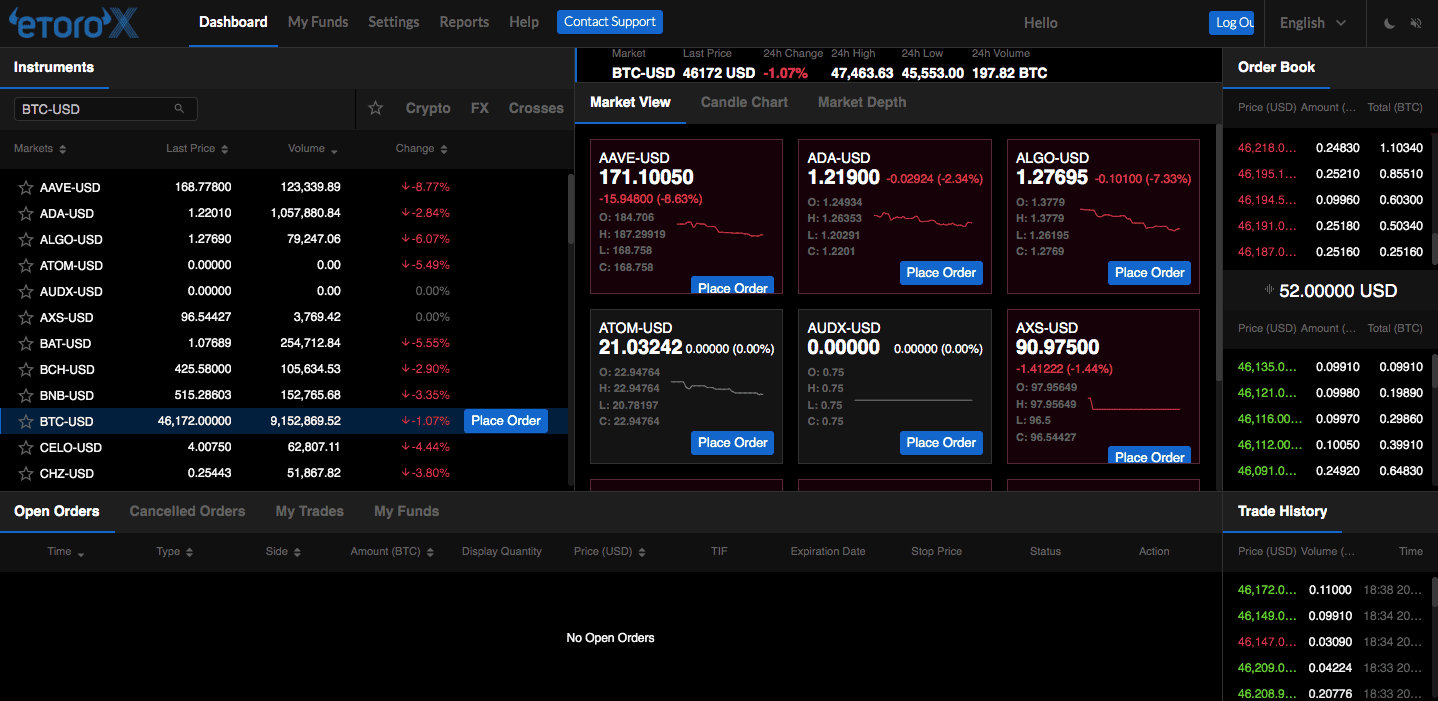 etoroX
Dashboard My Funds Settings Reports Help Contact Support Hello Log Ou English
Instruments
BTC-USD
Crypto FX Crosses
Markets Last Price Volume Change
AAVE-USD 168.77800 123,339.89 -8.77%
ADA-USD 1.22010 1,057,880.84 -2.84%
ALGO-USD 1.27690 79,247.06 -6.07%
ATOM-USD 0.00000 0.00 -5.49%
AUDX-USD 0.00000 0.00 0.00%
AXS-USD 96.54427 3,769.42 0.00%
BAT-USD 1.07689 254,712.84 -5.55%
BCH-USD 425.58000 105,634.53 -2.90%
BNB-USD 515.28603 152,765.68 -3.35%
BTC-USD 46,172.00000 9,152,869.52 -1.07% Place Order
CELO-USD 4.00750 62,807.11 -4.44%
CHZ-USD 0.25443 51,867.82 -3.80%
Market Last Price 24h Change 24h High 24h Low 24h Volume
BTC-USD 46172 USD -1.07% 47,463.63 45,553.00 197.82 BTC
Market View Candle Chart Market Depth
AAVE-USD
171.10050
-15.94800 (-8.63%)
O: 184.706
H: 187.29919
L: 168.758
C: 168.758
Place Order
ADA-USD
1.21900 -0.02924 (-2.34%)
O: 1.24934
H: 1.26353
L: 1.20291
C: 1.2201
Place Order
ALGO-USD
1.27695 -0.10100 (-7.33%)
O: 1.3779
H: 1.3779
L: 1.26195
C: 1.2769
Place Order
ATOM-USD
21.03242 0.00000 (0.00%)
O: 22.94764
H: 22.94764
L: 20.78197
C: 22.94764
Place Order
AUDX-USD
0.00000 0.00000 (0.00%)
O: 0.75
H: 0.75
L: 0.75
C: 0.75
Place Order
AXS-USD
90.97500
-1.41222 (-1.44%)
O: 97.95649
H: 97.95649
L: 96.5
C: 96.54427
Place Order
Order Book
Price (USD) Amount (... Total (BTC)
46,218.0... 0.24830 1.10340
46,195.1... 0.25210 0.85510
46,194.5... 0.09960 0.60300
46,191.0... 0.25180 0.50340
46,187.0... 0.25160 0.25160
52.00000 USD
Price (USD) Amount (... Total (BTC)
46,135.0... 0.09910 0.09910
46,121.0... 0.09980 0.19890
46,116.00... 0.09970 0.29860
46,112.00... 0.10050 0.39910
46,091.0... 0.24920 0.64830
Open Orders Cancelled Orders My Trades My Funds
Time Type Side Amount (BTC) Display Quantity Price (USD) TIF Expiration Date Stop Price Status Action
No Open Orders
Trade History
Price (USD) Volume (... Time
46,172.0... 0.11000 18:38 20...
46,149.0... 0.09910 18:34 20...
46,147.0... 0.03090 18:34 20...
46,209.0... 0.04224 18:33 20...
46,208.9... 0.20776 18:33 20...